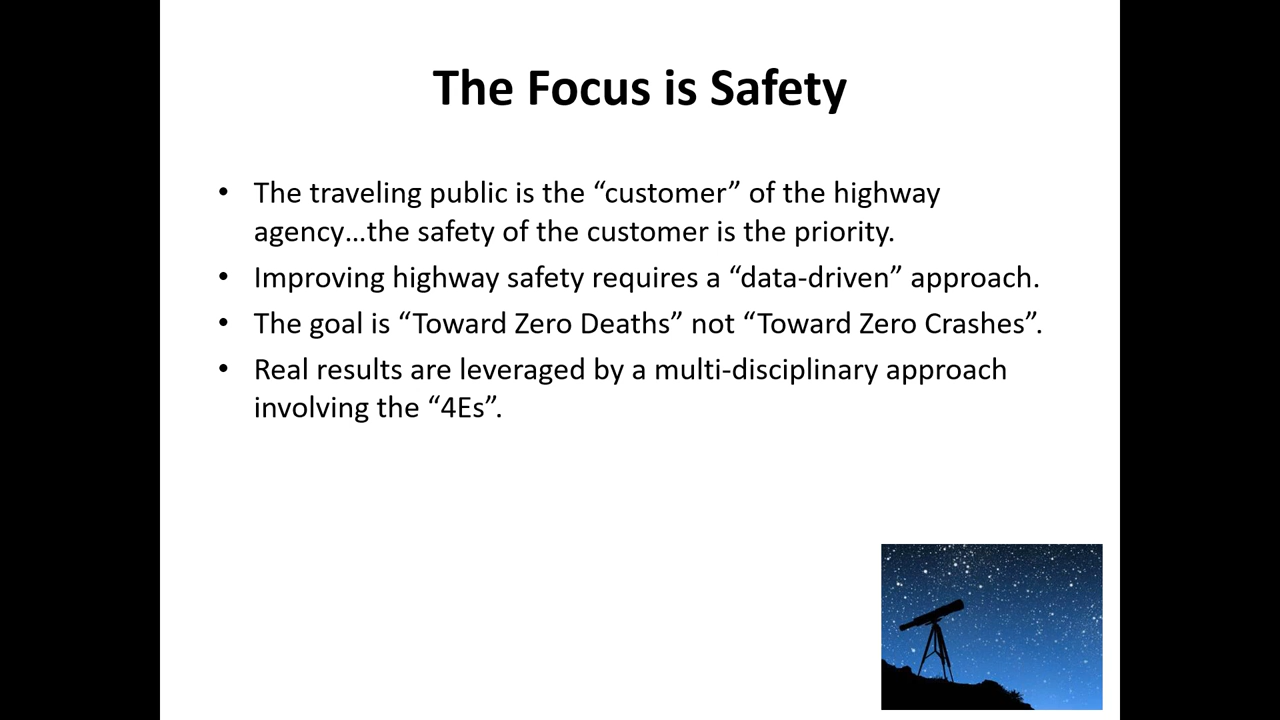 The Focus is Safety
• The traveling public is the “customer” of the highway
agency…the safety of the customer is the priority.
• Improving highway safety requires a “data-driven” approach.
• The goal is “Toward Zero Deaths” not “Toward Zero Crashes”.
• Real results are leveraged by a multi-disciplinary approach
involving the “4Es”.